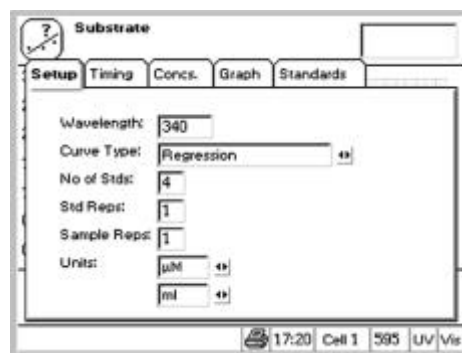 ?
Substrate
Setup Timing Concs. Graph Standards
Wavelength: 340
Curve Type: Regression
No of Stds: 4
Std Reps: 1
Sample Reps: 1
Units: µM
ml
17:20 Cell 1 595 UV Vis